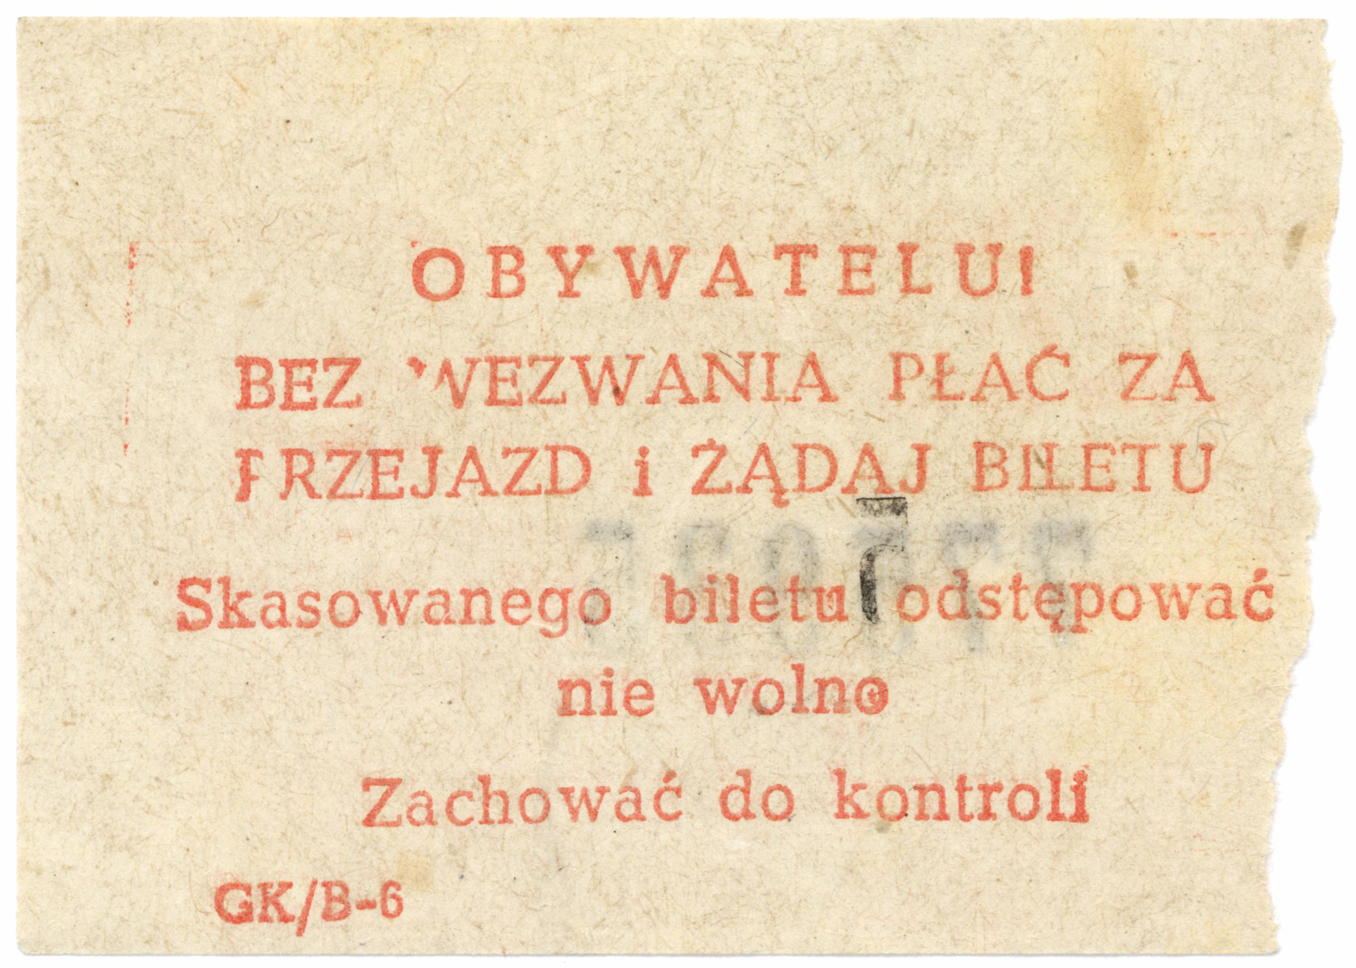 OBYWATELU!
BEZ WEZWANIA PŁAĆ ZA
PRZEJAZD i ŻĄDAJ BILETU
Skasowanego biletu odstępować
nie wolno
Zachować do kontroli
GK/B-6